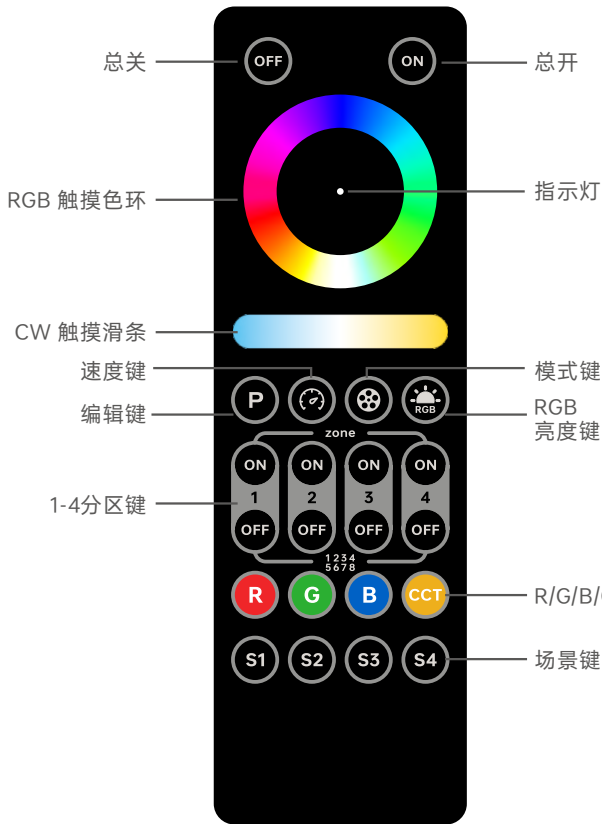 总关
OFF
ON
总开
RGB 触摸色环
指示灯
CW 触摸滑条
速度键
模式键
编辑键
P
RGB
RGB
亮度键
zone
ON
ON
ON
ON
1-4分区键
1
2
3
4
OFF
OFF
OFF
OFF
1234
5678
R
G
B
CCT
R/G/B/
S1
S2
S3
S4
场景键